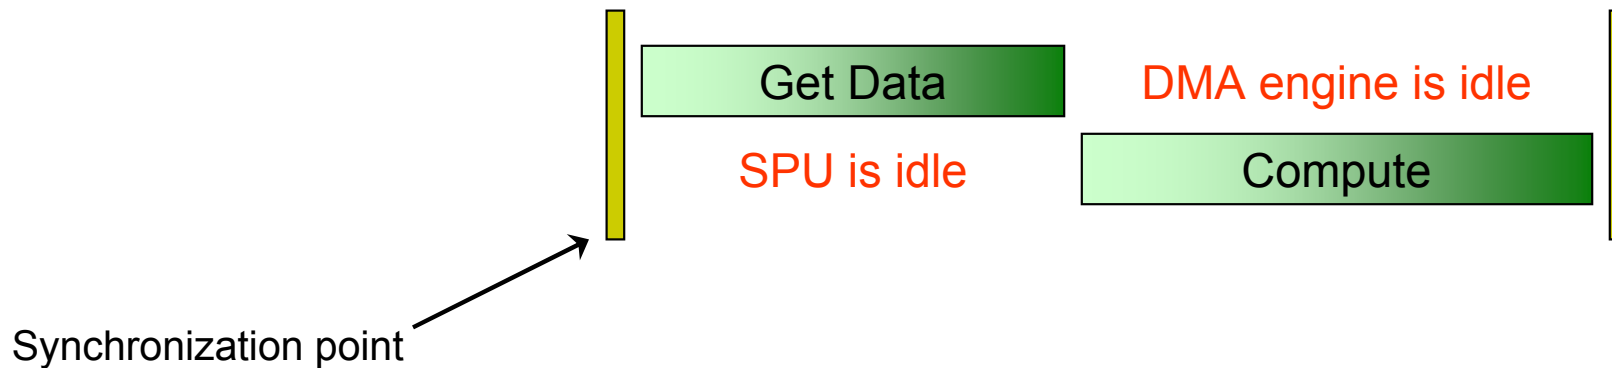 Get Data
DMA engine is idle
SPU is idle
Compute
Synchronization point